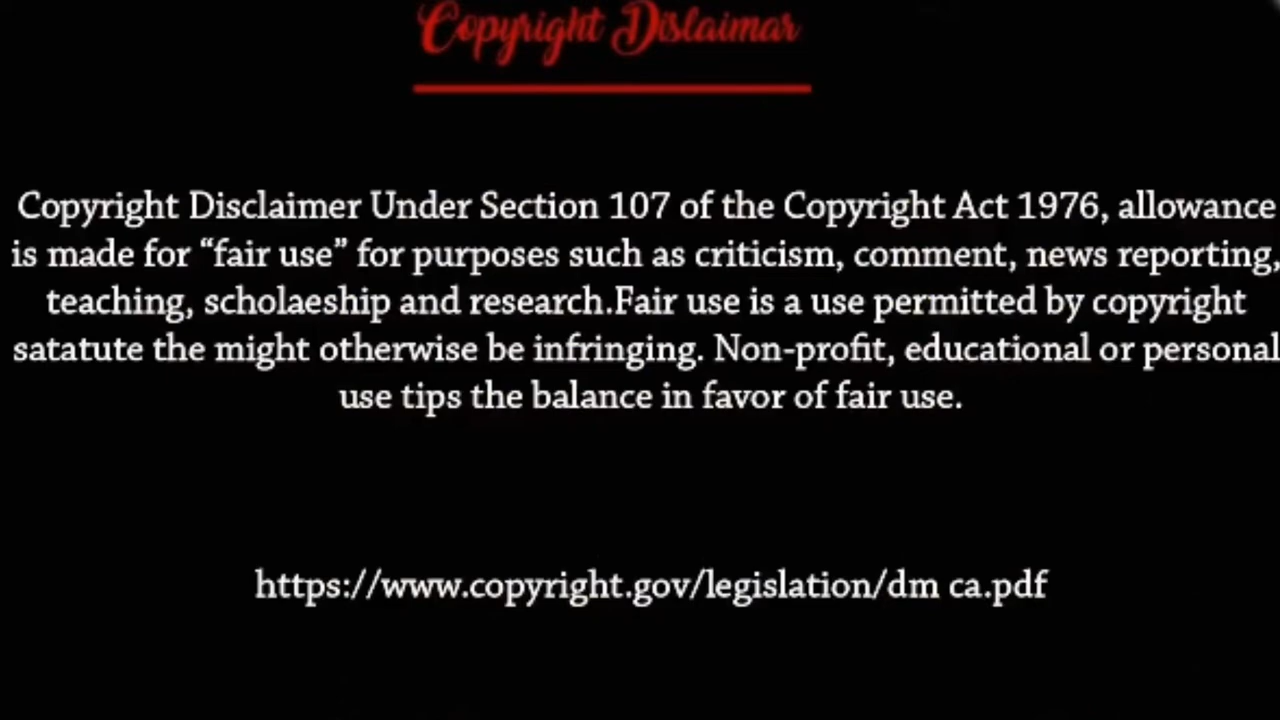 Copyright Dislaimar
Copyright Disclaimer Under Section 107 of the Copyright Act 1976, allowance
is made for “fair use” for purposes such as criticism, comment, news reporting,
teaching, scholaeship and research.Fair use is a use permitted by copyright
satatute the might otherwise be infringing. Non-profit, educational or personal
use tips the balance in favor of fair use.
https://www.copyright.gov/legislation/dm ca.pdf